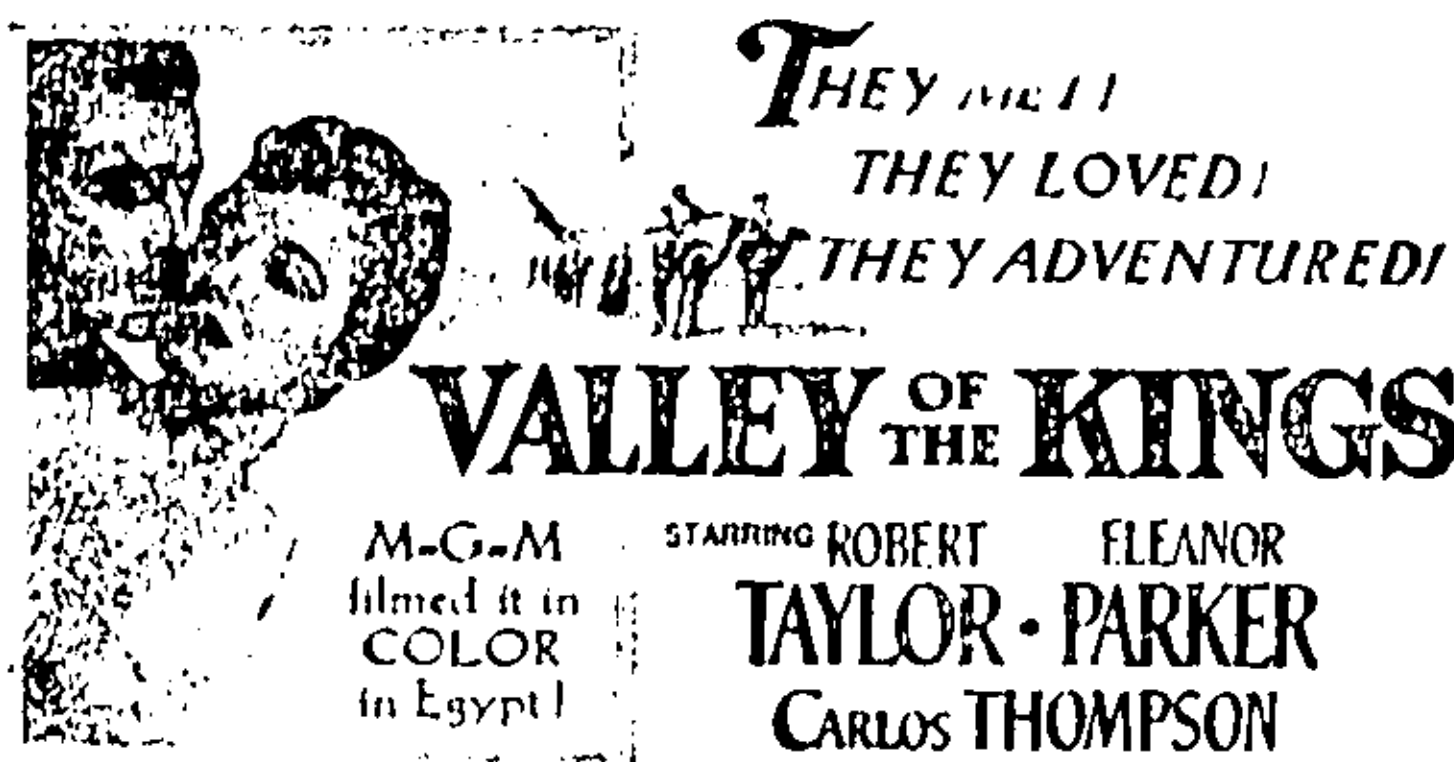 THEY MET!
THEY LOVED!
THEY ADVENTURED!
VALLEY OF THE KINGS
M-G-M
filmed it in
COLOR
in Egypt!
STARRING ROBERT TAYLOR • ELEANOR PARKER
CARLOS THOMPSON